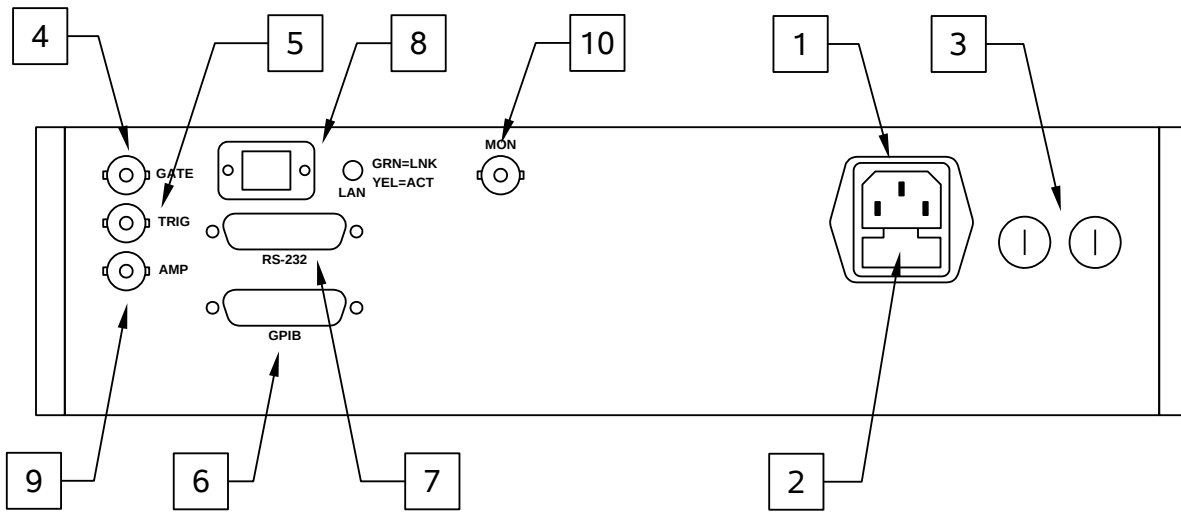 4
5
8
10
1
3
MON
GATE
GRN=LNK
YEL=ACT
LAN
TRIG
RS-232
AMP
GPIB
9
6
7
2